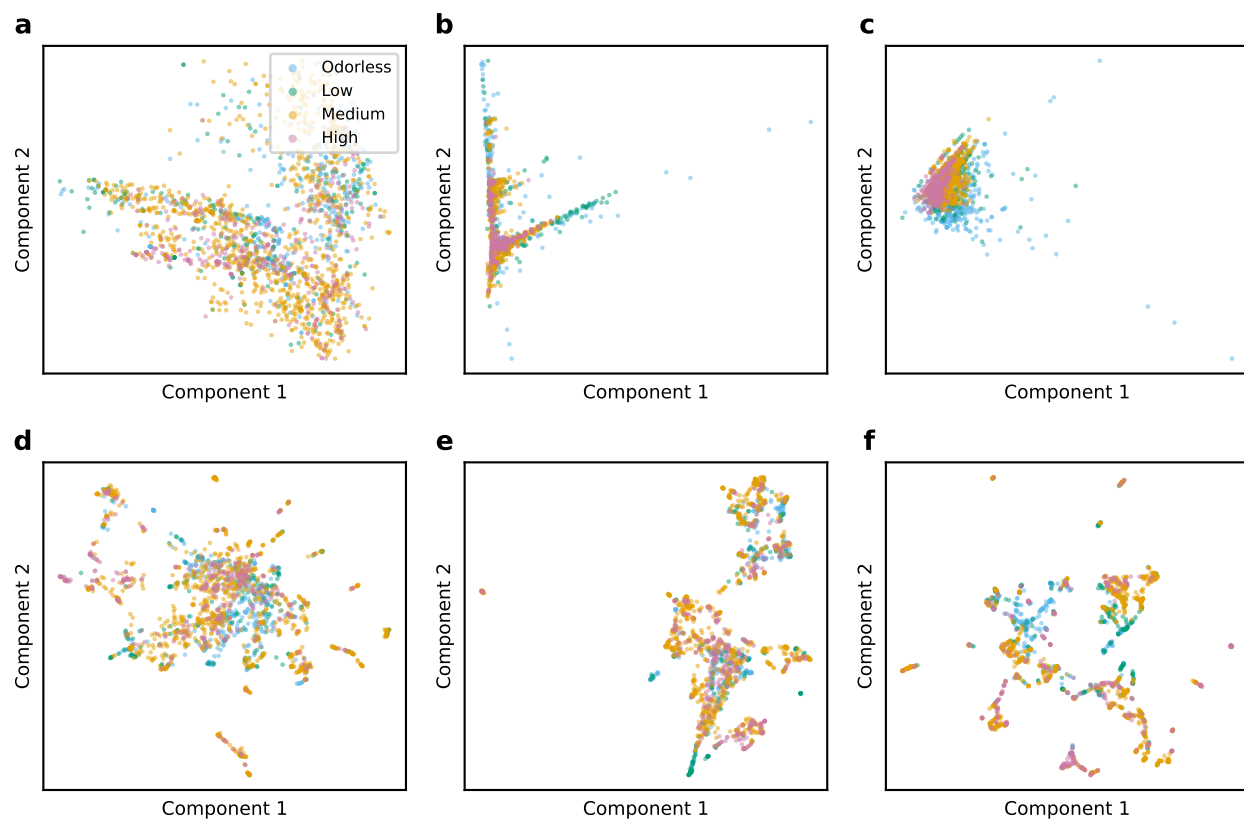 a
b
c
Odorless
Low
Medium
High
Component 2
Component 2
Component 2
Component 1
Component 1
Component 1
d
e
f
Component 2
Component 2
Component 2
Component 1
Component 1
Component 1